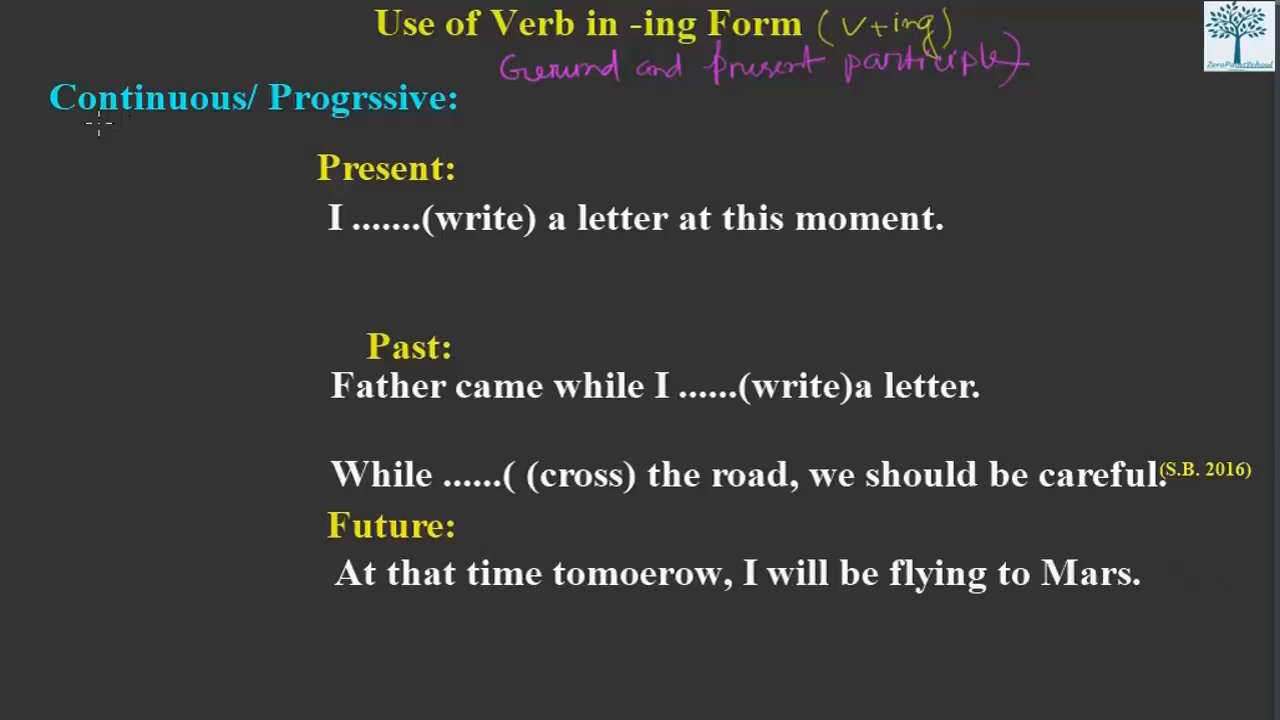 Use of Verb in -ing Form (v+ing)
Gerund and present participle)
ZeroPointSchool
Continuous/ Progrssive:
Present:
I .......(write) a letter at this moment.
Past:
Father came while I ......(write)a letter.
While ......( (cross) the road, we should be careful.(S.B. 2016)
Future:
At that time tomoerow, I will be flying to Mars.